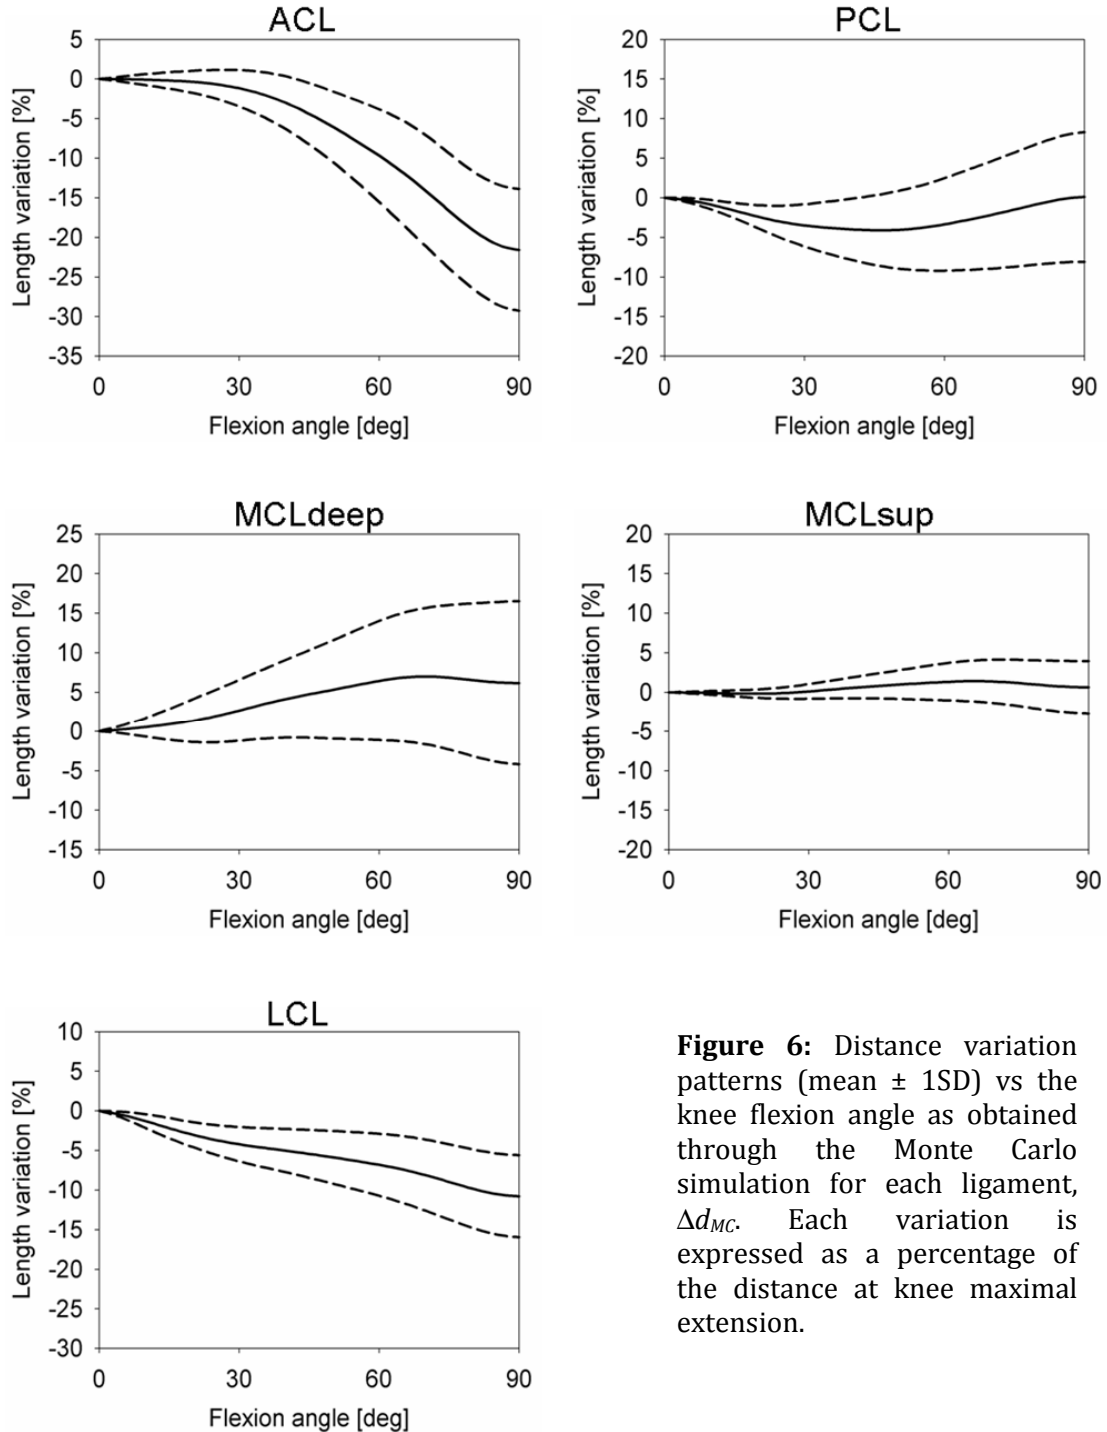 ACL
5
0
-5
-10
-15
-20
-25
-30
-35
Length variation [%]
0 30 60 90
Flexion angle [deg]
PCL
20
15
10
5
0
-5
-10
-15
-20
Length variation [%]
0 30 60 90
Flexion angle [deg]
MCLdeep
25
20
15
10
5
0
-5
-10
-15
Length variation [%]
0 30 60 90
Flexion angle [deg]
MCLsup
20
15
10
5
0
-5
-10
-15
-20
Length variation [%]
0 30 60 90
Flexion angle [deg]
LCL
10
5
0
-5
-10
-15
-20
-25
-30
Length variation [%]
0 30 60 90
Flexion angle [deg]
Figure 6: Distance variation
patterns (mean ± 1SD) vs the
knee flexion angle as obtained
through the Monte Carlo
simulation for each ligament,
ΔdMC. Each variation is
expressed as a percentage of
the distance at knee maximal
extension.